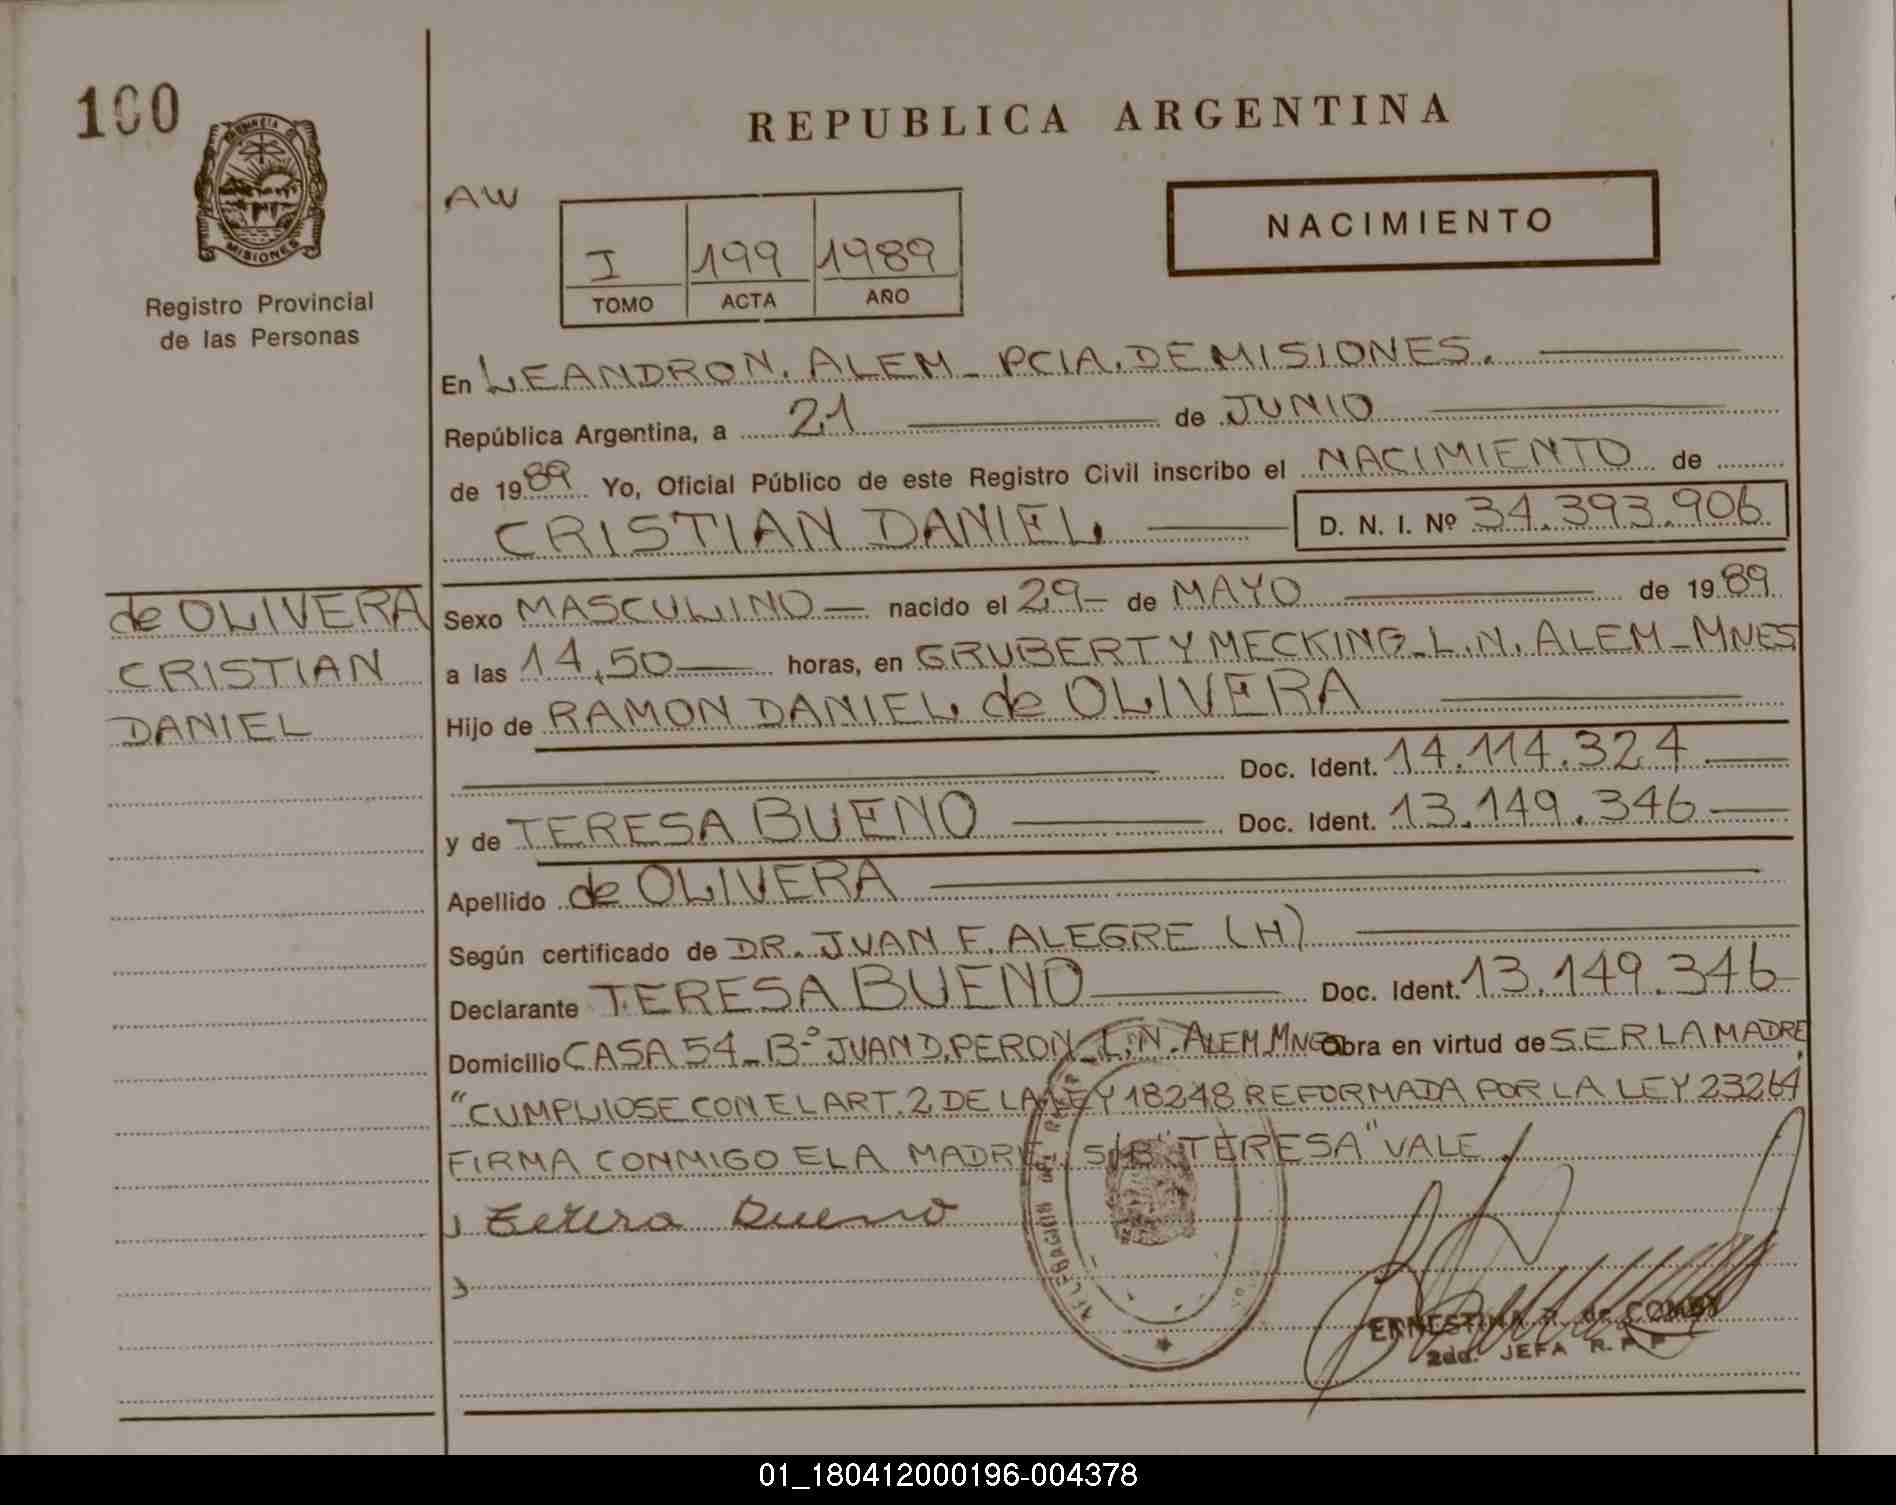 100
REPUBLICA ARGENTINA
PROVINCIA DE
MISIONES
Registro Provincial
de las Personas
AW
I 199 1989
TOMO ACTA AÑO
NACIMIENTO
En LEANDRO N. ALEM - PCIA. DE MISIONES.
República Argentina, a 21 de JUNIO
de 1989 Yo, Oficial Público de este Registro Civil inscribo el NACIMIENTO de
CRISTIAN DANIEL. D. N. I. Nº 34.393.906
de OLIVERA
CRISTIAN
DANIEL
Sexo MASCULINO nacido el 29 - de MAYO de 1989
a las 14,50 horas, en GRUBERT Y MECKING - L.N. ALEM - MNES
Hijo de RAMON DANIEL de OLIVERA
Doc. Ident. 14.114.324
y de TERESA BUENO Doc. Ident. 13.149.346
Apellido de OLIVERA
Según certificado de DR. JUAN F. ALEGRE (H)
Declarante TERESA BUENO Doc. Ident. 13.149.346
Domicilio CASA 54 - Bº JUAN D. PERON - L.N. ALEM MNES Obra en virtud de SER LA MADRE.
"CUMPLIOSE CON EL ART. 2 DE LA LEY 18248 REFORMADA POR LA LEY 23264
FIRMA CONMIGO E LA MADRE. S/B "TERESA" VALE.
Teresa Bueno
ERNESTINA R. de COMBY
2da. JEFA R. P. P
01_180412000196-004378